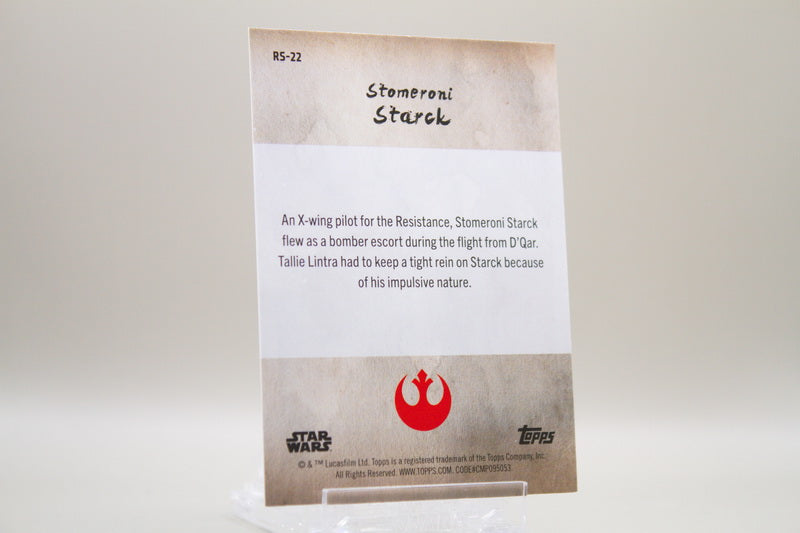 RS-22
Stomeroni
Starck
An X-wing pilot for the Resistance, Stomeroni Starck
flew as a bomber escort during the flight from D'Qar.
Tallie Lintra had to keep a tight rein on Starck because
of his impulsive nature.
STAR
WARS
Topps
© & ™ Lucasfilm Ltd. Topps is a registered trademark of the Topps Company, Inc.
All Rights Reserved. WWW.TOPPS.COM. CODE#CMP095053.